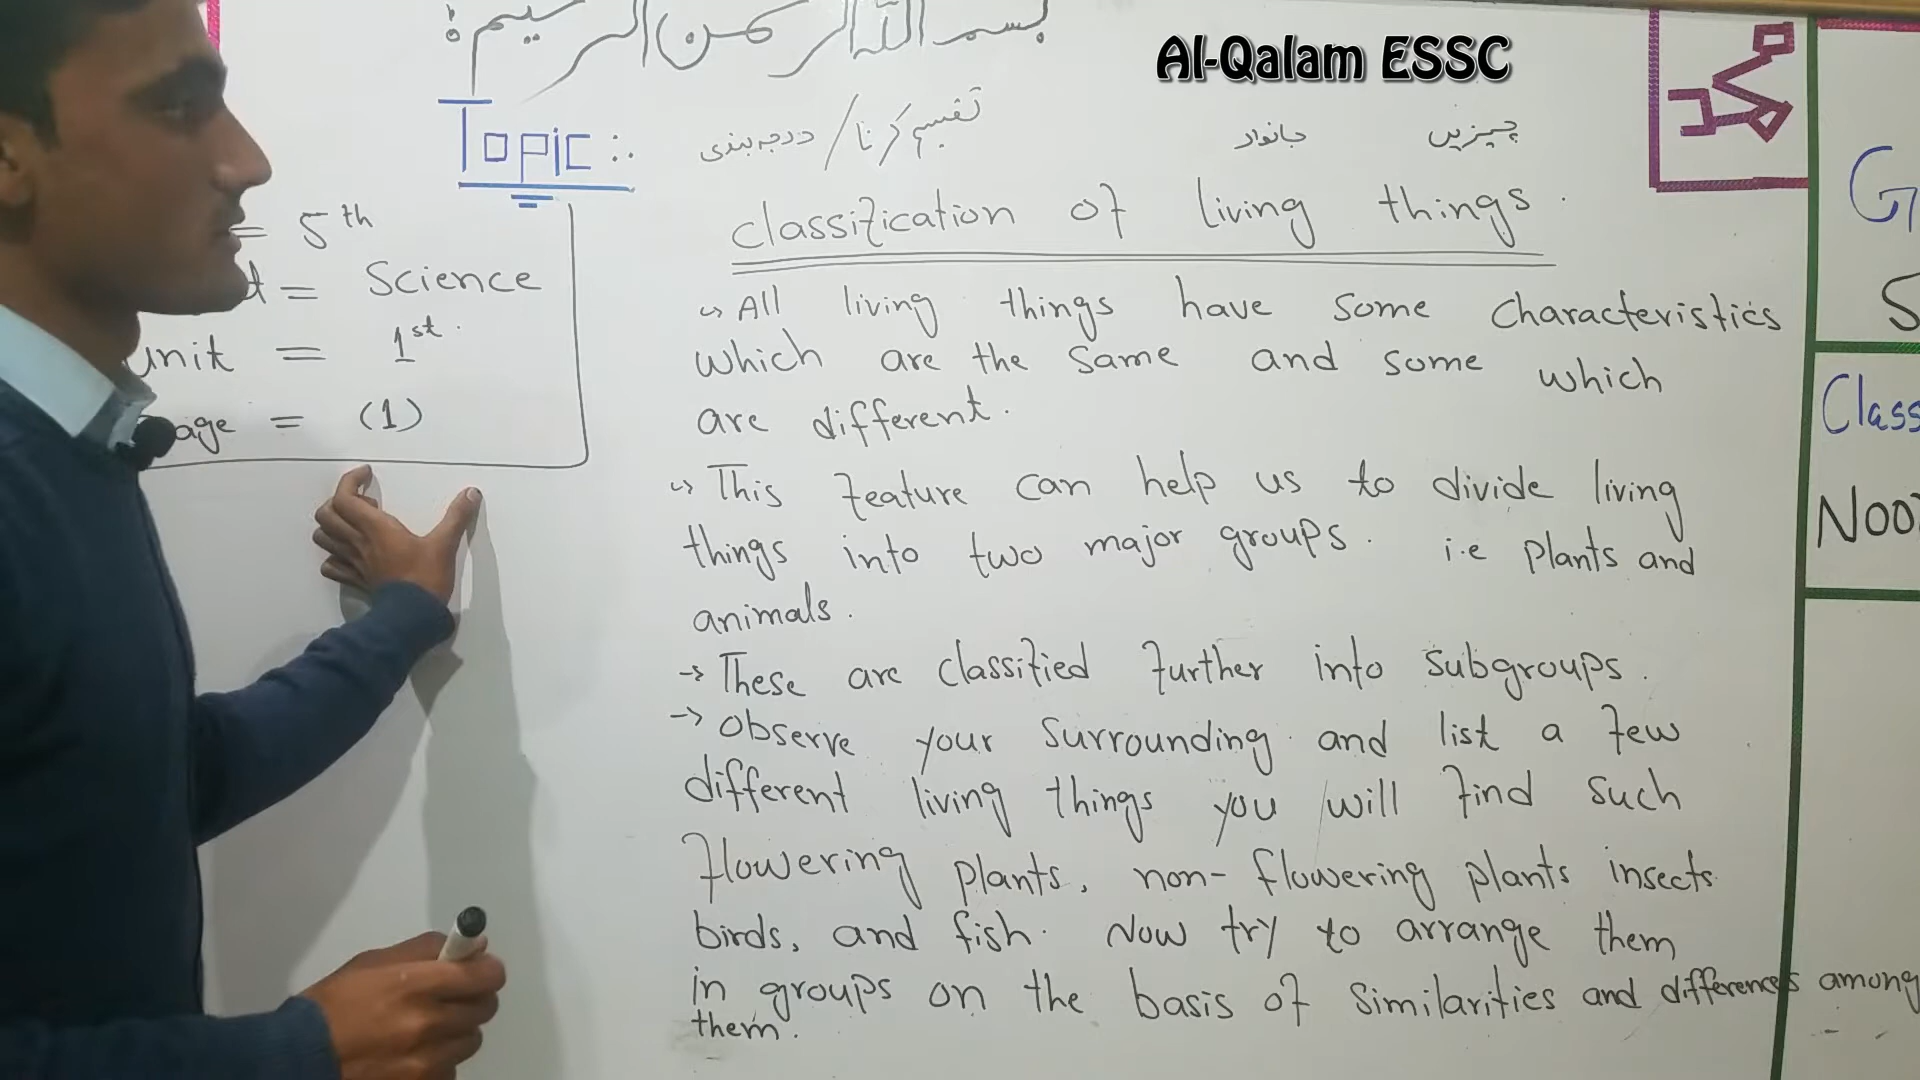 بسم اللہ الرحمن الرحیم
Al-Qalam ESSC
Topic :
درجہ بندی / تقسیم کرنا
جانوار
چیزیں
classification of living things.
= 5th
= Science
unit = 1st.
age = (1)
All living things have some characteristics
which are the same and some which
are different.
This feature can help us to divide living
things into two major groups. i.e plants and
animals.
→ These are classified further into subgroups.
→ observe your surrounding and list a few
different living things you will find such
flowering plants, non-flowering plants insects
birds, and fish. Now try to arrange them
in groups on the basis of similarities and differences among
them.
Class